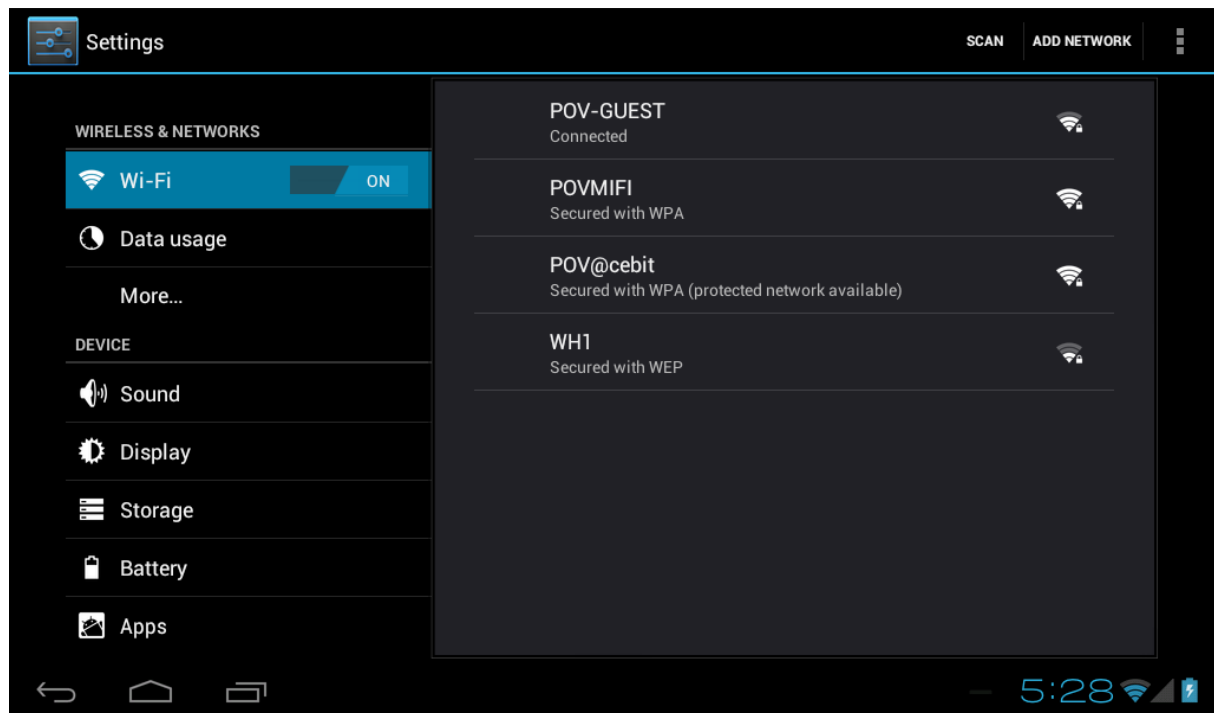 Settings
SCAN
ADD NETWORK
WIRELESS & NETWORKS
Wi-Fi
ON
Data usage
More...
DEVICE
Sound
Display
Storage
Battery
Apps
POV-GUEST
Connected
POVMIFI
Secured with WPA
POV@cebit
Secured with WPA (protected network available)
WH1
Secured with WEP
5:28